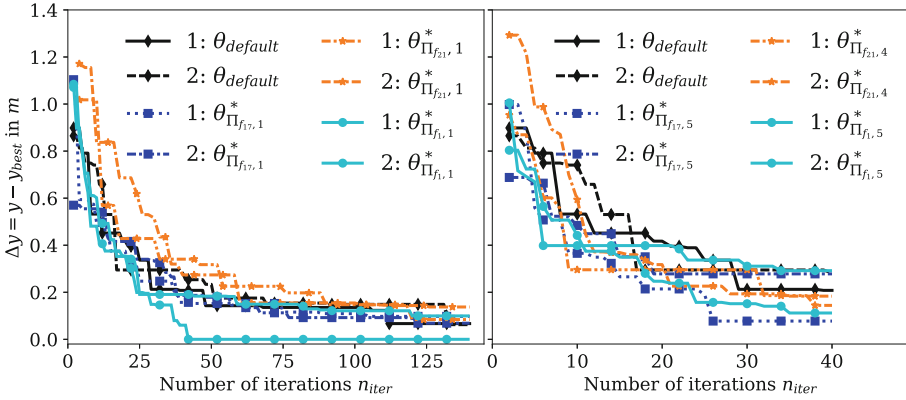 Δy = y − y_best in m
1.4
1.2
1.0
0.8
0.6
0.4
0.2
0.0
1: θ_default
2: θ_default
1: θ*_Π_f17,1
2: θ*_Π_f17,1
1: θ*_Π_f21,1
2: θ*_Π_f21,1
1: θ*_Π_f1,1
2: θ*_Π_f1,1
0 25 50 75 100 125
Number of iterations n_iter
1: θ_default
2: θ_default
1: θ*_Π_f17,5
2: θ*_Π_f17,5
1: θ*_Π_f21,4
2: θ*_Π_f21,4
1: θ*_Π_f1,5
2: θ*_Π_f1,5
0 10 20 30 40
Number of iterations n_iter